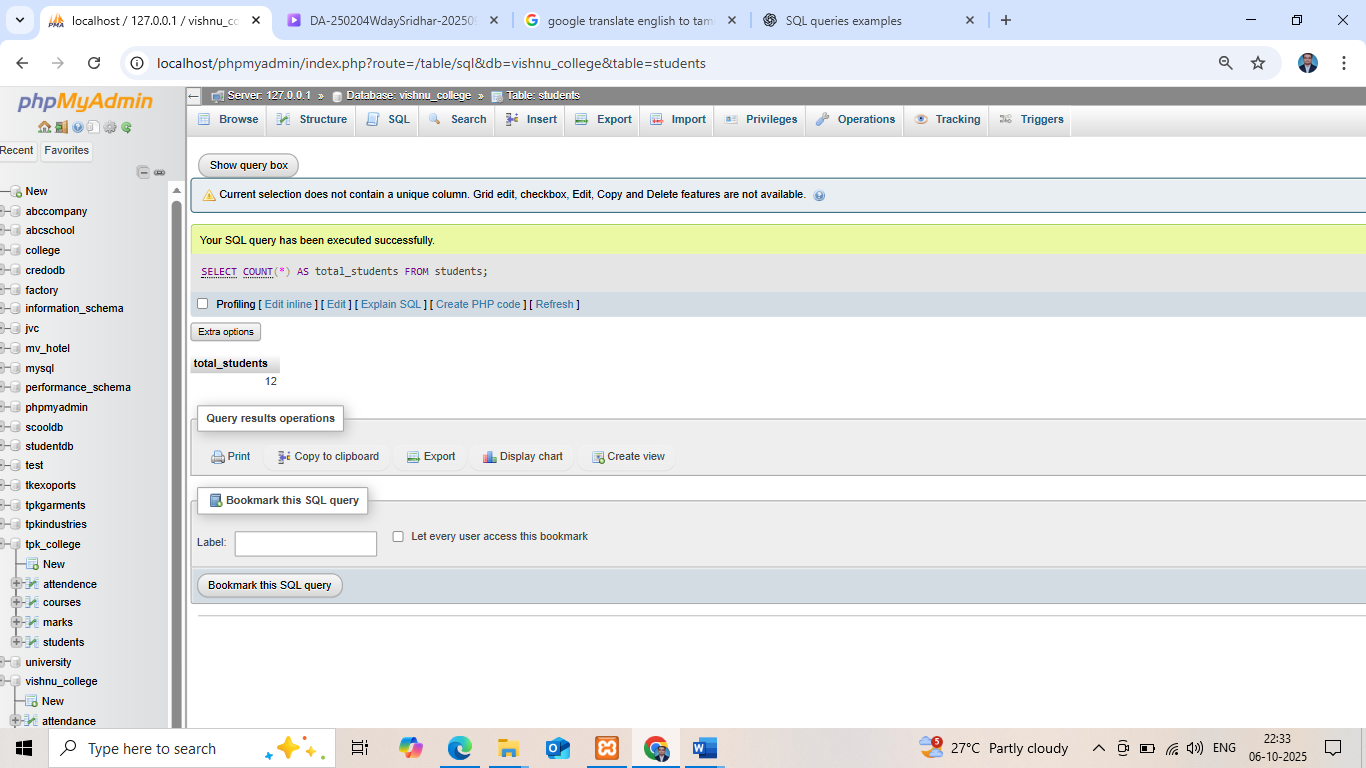 localhost / 127.0.0.1 / vishnu_co
DA-250204WdaySridhar-202505
google translate english to tami
SQL queries examples
localhost/phpmyadmin/index.php?route=/table/sql&db=vishnu_college&table=students
phpMyAdmin
Recent
Favorites
New
abccompany
abcschool
college
credodb
factory
information_schema
jvc
mv_hotel
mysql
performance_schema
phpmyadmin
scooldb
studentdb
test
tkexoports
tpkgarments
tpkindustries
tpk_college
New
attendence
courses
marks
students
university
vishnu_college
New
attendance
Server: 127.0.0.1 » Database: vishnu_college » Table: students
Browse Structure SQL Search Insert Export Import Privileges Operations Tracking Triggers
Show query box
Current selection does not contain a unique column. Grid edit, checkbox, Edit, Copy and Delete features are not available.
Your SQL query has been executed successfully.
SELECT COUNT(*) AS total_students FROM students;
Profiling [ Edit inline ] [ Edit ] [ Explain SQL ] [ Create PHP code ] [ Refresh ]
Extra options
total_students
12
Query results operations
Print Copy to clipboard Export Display chart Create view
Bookmark this SQL query
Label: Let every user access this bookmark
Bookmark this SQL query
Type here to search
5
27°C Partly cloudy
ENG
22:33
06-10-2025